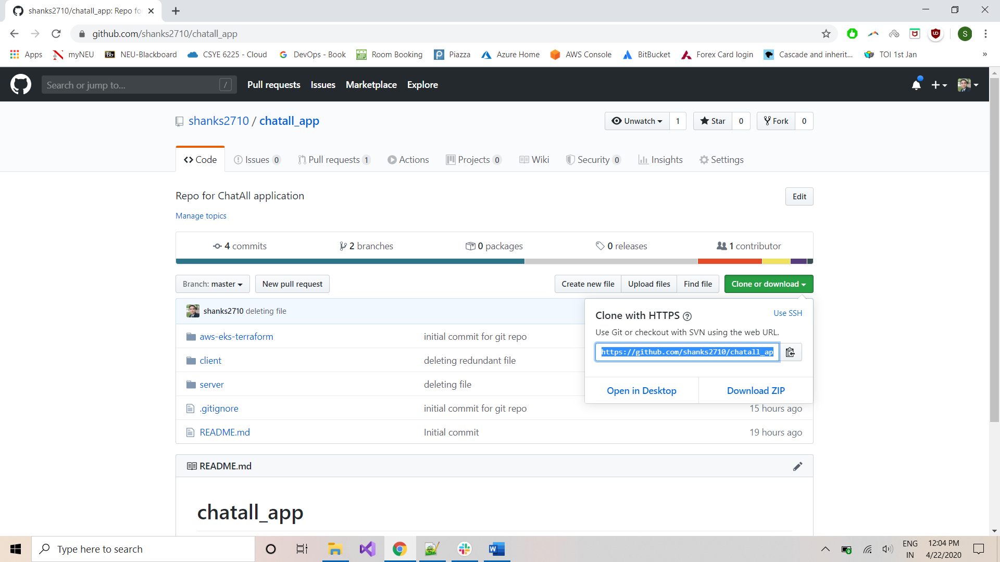 shanks2710/chatall_app: Repo fo
github.com/shanks2710/chatall_app
S
Apps myNEU Bb NEU-Blackboard CSYE 6225 - Cloud G DevOps - Book Room Booking Piazza Azure Home AWS Console BitBucket Forex Card login Cascade and inherit... TOI 1st Jan »
Search or jump to... / Pull requests Issues Marketplace Explore
shanks2710 / chatall_app
Unwatch 1 Star 0 Fork 0
Code Issues 0 Pull requests 1 Actions Projects 0 Wiki Security 0 Insights Settings
Repo for ChatAll application
Edit
Manage topics
4 commits 2 branches 0 packages 0 releases 1 contributor
Branch: master New pull request Create new file Upload files Find file Clone or download
shanks2710 deleting file
Clone with HTTPS ?
Use SSH
Use Git or checkout with SVN using the web URL.
https://github.com/shanks2710/chatall_ap
Open in Desktop Download ZIP
aws-eks-terraform initial commit for git repo
client deleting redundant file
server deleting file
.gitignore initial commit for git repo 15 hours ago
README.md Initial commit 19 hours ago
README.md
chatall_app
Type here to search
ENG
IN
12:04 PM
4/22/2020